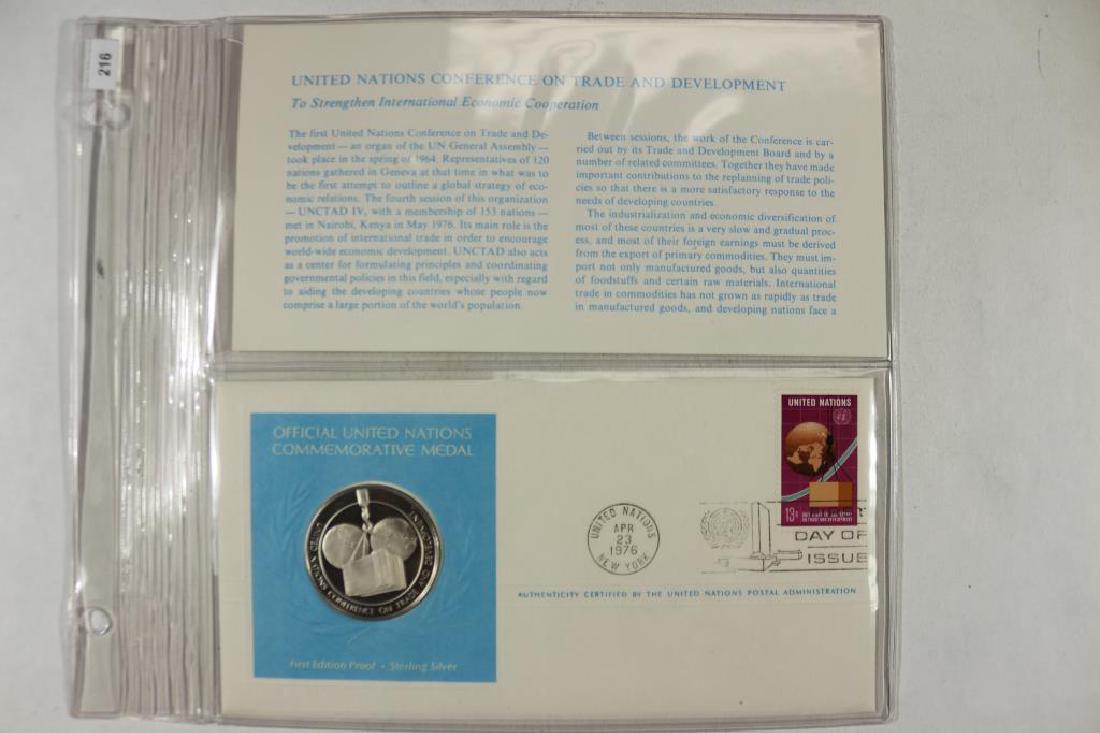 216
UNITED NATIONS CONFERENCE ON TRADE AND DEVELOPMENT
To Strengthen International Economic Cooperation
The first United Nations Conference on Trade and De-
velopment — an organ of the UN General Assembly —
took place in the spring of 1964. Representatives of 120
nations gathered in Geneva at that time in what was to
be the first attempt to outline a global strategy of eco-
nomic relations. The fourth session of this organization
— UNCTAD IV, with a membership of 153 nations —
met in Nairobi, Kenya in May 1976. Its main role is the
promotion of international trade in order to encourage
world-wide economic development. UNCTAD also acts
as a center for formulating principles and coordinating
governmental policies in this field, especially with regard
to aiding the developing countries whose people now
comprise a large portion of the world's population.
Between sessions, the work of the Conference is car-
ried out by its Trade and Development Board and by a
number of related committees. Together they have made
important contributions to the replanning of trade poli-
cies so that there is a more satisfactory response to the
needs of developing countries.
The industrialization and economic diversification of
most of these countries is a very slow and gradual proc-
ess, and most of their foreign earnings must be derived
from the export of primary commodities. They must im-
port not only manufactured goods, but also quantities
of foodstuffs and certain raw materials. International
trade in commodities has not grown as rapidly as trade
in manufactured goods, and developing nations face a
OFFICIAL UNITED NATIONS
COMMEMORATIVE MEDAL
UNITED NATIONS CONFERENCE ON TRADE AND DEVELOPMENT
First Edition Proof - Sterling Silver
UNITED NATIONS
13¢
UNITED NATIONS
APR
23
1976
NEW YORK
DAY OF
ISSUE
AUTHENTICITY CERTIFIED BY THE UNITED NATIONS POSTAL ADMINISTRATION